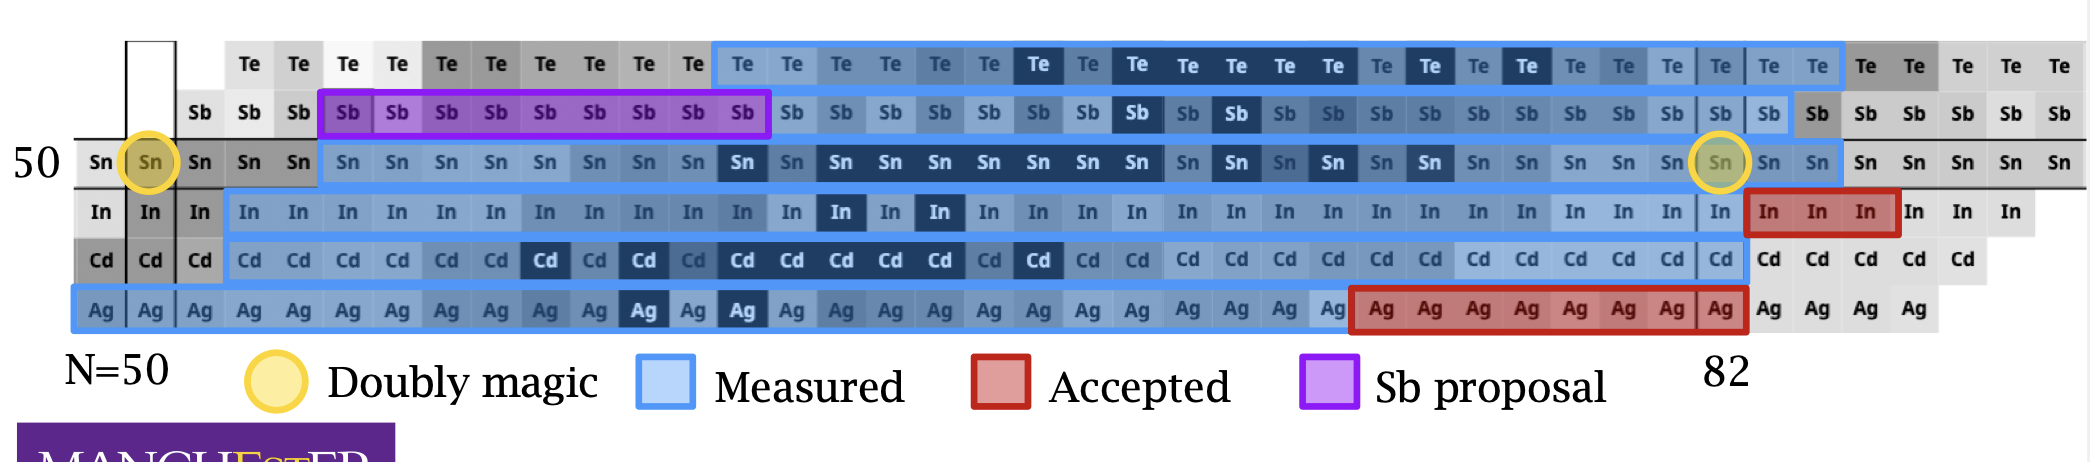 Te Te Te Te Te Te Te Te Te Te Te Te Te Te Te Te Te Te Te Te Te Te Te Te Te Te Te Te Te Te Te Te Te Te Te Te Te Te
Sb Sb Sb Sb Sb Sb Sb Sb Sb Sb Sb Sb Sb Sb Sb Sb Sb Sb Sb Sb Sb Sb Sb Sb Sb Sb Sb Sb Sb Sb Sb Sb Sb Sb Sb Sb Sb Sb Sb
50 Sn Sn Sn Sn Sn Sn Sn Sn Sn Sn Sn Sn Sn Sn Sn Sn Sn Sn Sn Sn Sn Sn Sn Sn Sn Sn Sn Sn Sn Sn Sn Sn Sn Sn Sn Sn Sn Sn Sn Sn Sn
In In In In In In In In In In In In In In In In In In In In In In In In In In In In In In In In In In In In In In In In
Cd Cd Cd Cd Cd Cd Cd Cd Cd Cd Cd Cd Cd Cd Cd Cd Cd Cd Cd Cd Cd Cd Cd Cd Cd Cd Cd Cd Cd Cd Cd Cd Cd Cd Cd Cd Cd Cd Cd
Ag Ag Ag Ag Ag Ag Ag Ag Ag Ag Ag Ag Ag Ag Ag Ag Ag Ag Ag Ag Ag Ag Ag Ag Ag Ag Ag Ag Ag Ag Ag Ag Ag Ag Ag Ag Ag Ag
N=50 82
Doubly magic Measured Accepted Sb proposal
MANCHESTER